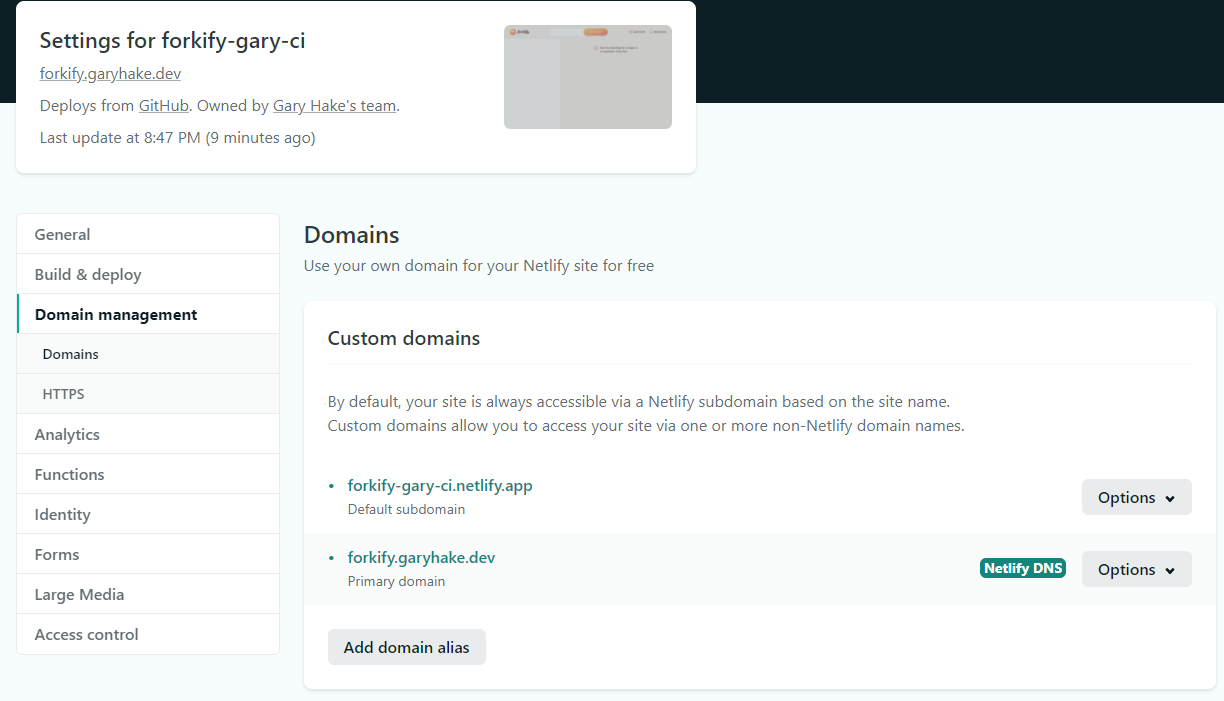 Settings for forkify-gary-ci
forkify.garyhake.dev
Deploys from GitHub. Owned by Gary Hake's team.
Last update at 8:47 PM (9 minutes ago)
General
Build & deploy
Domain management
Domains
HTTPS
Analytics
Functions
Identity
Forms
Large Media
Access control
Domains
Use your own domain for your Netlify site for free
Custom domains
By default, your site is always accessible via a Netlify subdomain based on the site name.
Custom domains allow you to access your site via one or more non-Netlify domain names.
• forkify-gary-ci.netlify.app
Default subdomain
Options
• forkify.garyhake.dev
Primary domain
Netlify DNS
Options
Add domain alias